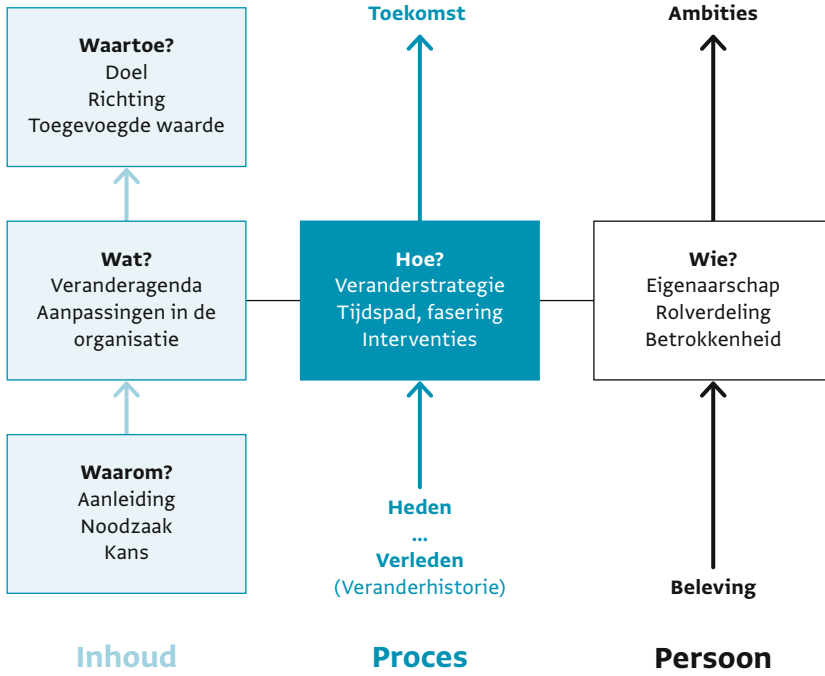 Waartoe?
Doel
Richting
Toegevoegde waarde
Wat?
Veranderagenda
Aanpassingen in de
organisatie
Waarom?
Aanleiding
Noodzaak
Kans
Inhoud
Toekomst
Hoe?
Veranderstrategie
Tijdspad, fasering
Interventies
Heden
...
Verleden
(Veranderhistorie)
Proces
Ambities
Wie?
Eigenaarschap
Rolverdeling
Betrokkenheid
Beleving
Persoon